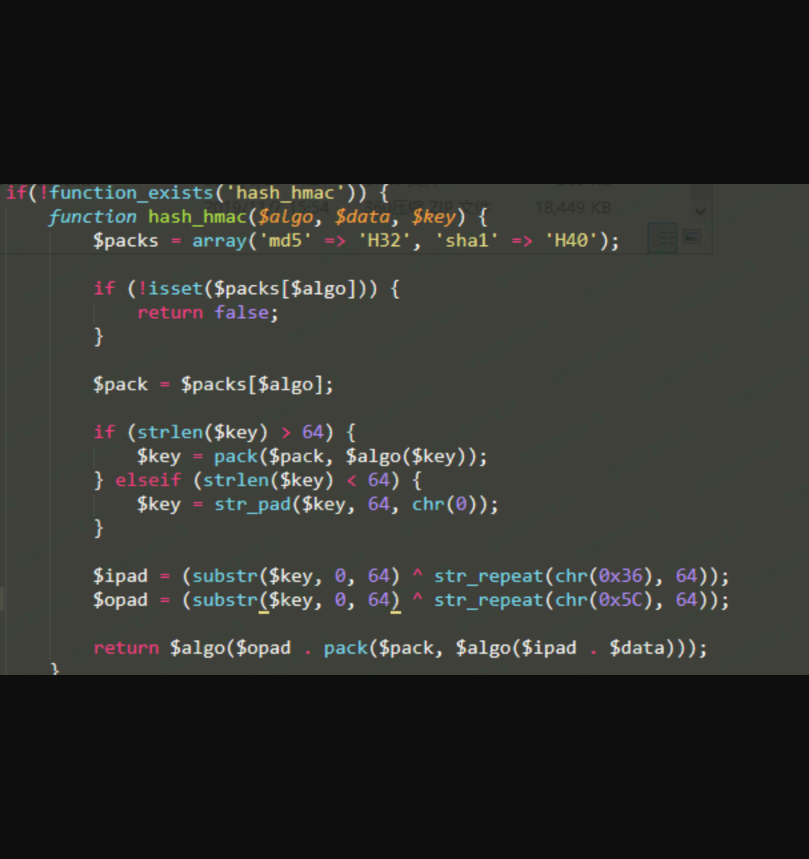 if(!function_exists('hash_hmac')) {
function hash_hmac($algo, $data, $key) {
18,449 KB
$packs = array('md5' => 'H32', 'sha1' => 'H40');
if (!isset($packs[$algo])) {
return false;
}
$pack = $packs[$algo];
if (strlen($key) > 64) {
$key = pack($pack, $algo($key));
} elseif (strlen($key) < 64) {
$key = str_pad($key, 64, chr(0));
}
$ipad = (substr($key, 0, 64) ^ str_repeat(chr(0x36), 64));
$opad = (substr($key, 0, 64) ^ str_repeat(chr(0x5C), 64));
return $algo($opad . pack($pack, $algo($ipad . $data)));
}